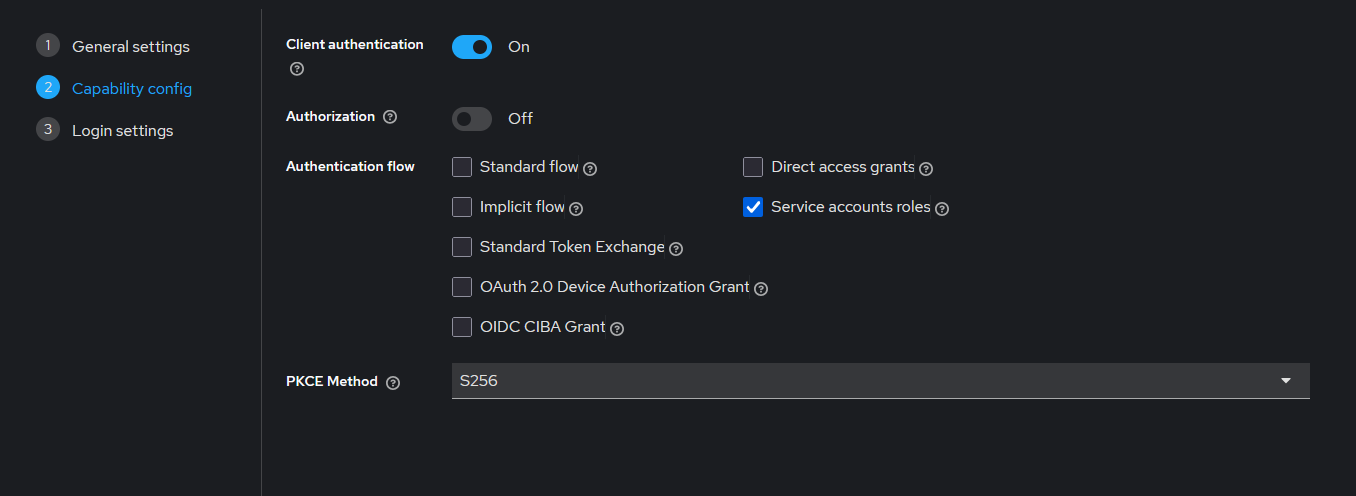 1 General settings
2 Capability config
3 Login settings
Client authentication ?
On
Authorization ?
Off
Authentication flow
Standard flow ? Direct access grants ?
Implicit flow ? Service accounts roles ?
Standard Token Exchange ?
OAuth 2.0 Device Authorization Grant ?
OIDC CIBA Grant ?
PKCE Method ? S256